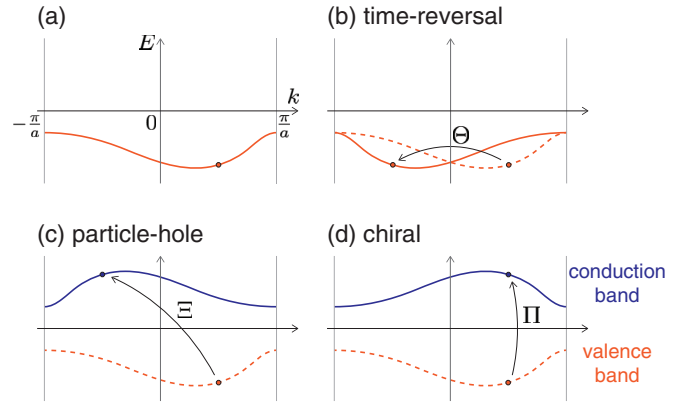 (a)
(b) time-reversal
E
k
−π/a
0
π/a
Θ
(c) particle-hole
(d) chiral
Ξ
Π
conduction
band
valence
band